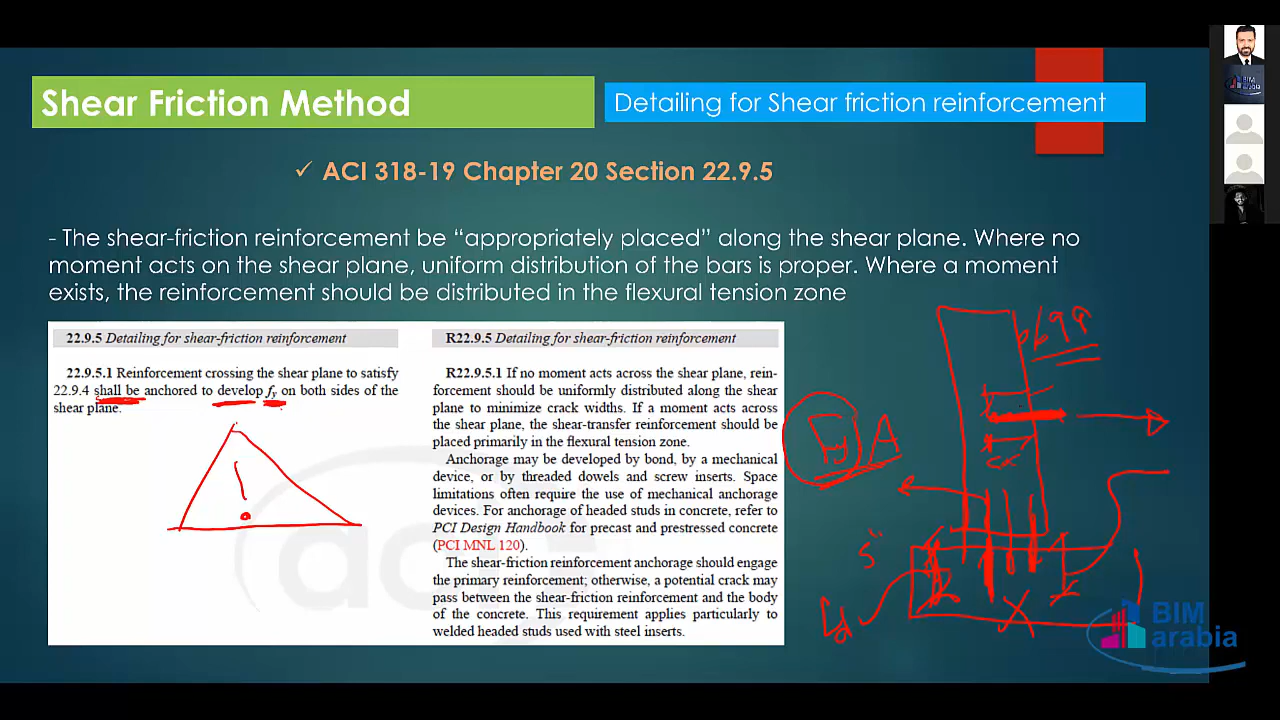 Shear Friction Method
Detailing for Shear friction reinforcement
✓ ACI 318-19 Chapter 20 Section 22.9.5
- The shear-friction reinforcement be “appropriately placed” along the shear plane. Where no
moment acts on the shear plane, uniform distribution of the bars is proper. Where a moment
exists, the reinforcement should be distributed in the flexural tension zone
22.9.5 Detailing for shear-friction reinforcement
22.9.5.1 Reinforcement crossing the shear plane to satisfy
22.9.4 shall be anchored to develop fy on both sides of the
shear plane.
!
R22.9.5 Detailing for shear-friction reinforcement
R22.9.5.1 If no moment acts across the shear plane, rein-
forcement should be uniformly distributed along the shear
plane to minimize crack widths. If a moment acts across
the shear plane, the shear-transfer reinforcement should be
placed primarily in the flexural tension zone.
Anchorage may be developed by bond, by a mechanical
device, or by threaded dowels and screw inserts. Space
limitations often require the use of mechanical anchorage
devices. For anchorage of headed studs in concrete, refer to
PCI Design Handbook for precast and prestressed concrete
(PCI MNL 120).
The shear-friction reinforcement anchorage should engage
the primary reinforcement; otherwise, a potential crack may
pass between the shear-friction reinforcement and the body
of the concrete. This requirement applies particularly to
welded headed studs used with steel inserts.
Fy A
5"
Ld
X
BIM
arabia
BIM
arabia